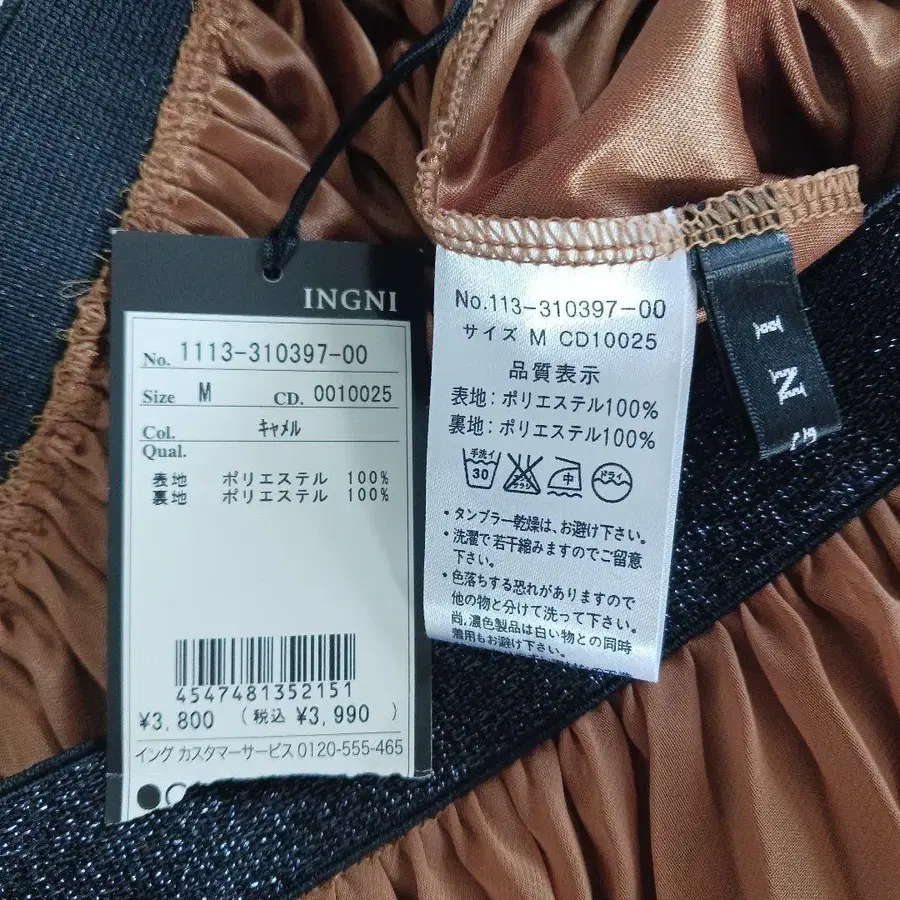 INGNI
No. 1113-310397-00
Size M CD. 0010025
Col. キャメル
Qual.
表地 ポリエステル 100%
裏地 ポリエステル 100%
4547481352151
¥3,800 (税込 ¥3,990 )
イング カスタマーサービス 0120-555-465
No.113-310397-00
サイズ M CD10025
品質表示
表地:ポリエステル100%
裏地:ポリエステル100%
手洗イ
30
エンソ
サラシ
中
ドライ
・タンブラー乾燥は、お避け下さい。
・洗濯で若干縮みますのでご留意
下さい。
・色落ちする恐れがありますので
他の物と分けて洗って下さい。
尚、濃色製品は白い物との同時
着用もお避け下さい。
I N